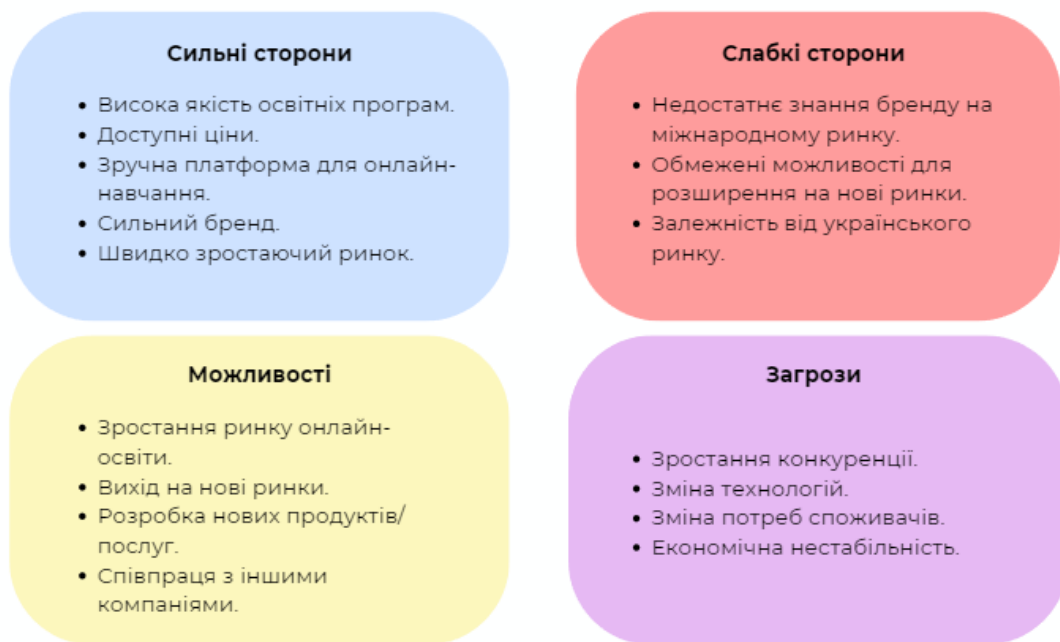 Сильні сторони
• Висока якість освітніх програм.
• Доступні ціни.
• Зручна платформа для онлайн-
навчання.
• Сильний бренд.
• Швидко зростаючий ринок.
Слабкі сторони
• Недостатнє знання бренду на
міжнародному ринку.
• Обмежені можливості для
розширення на нові ринки.
• Залежність від українського
ринку.
Можливості
• Зростання ринку онлайн-
освіти.
• Вихід на нові ринки.
• Розробка нових продуктів/
послуг.
• Співпраця з іншими
компаніями.
Загрози
• Зростання конкуренції.
• Зміна технологій.
• Зміна потреб споживачів.
• Економічна нестабільність.